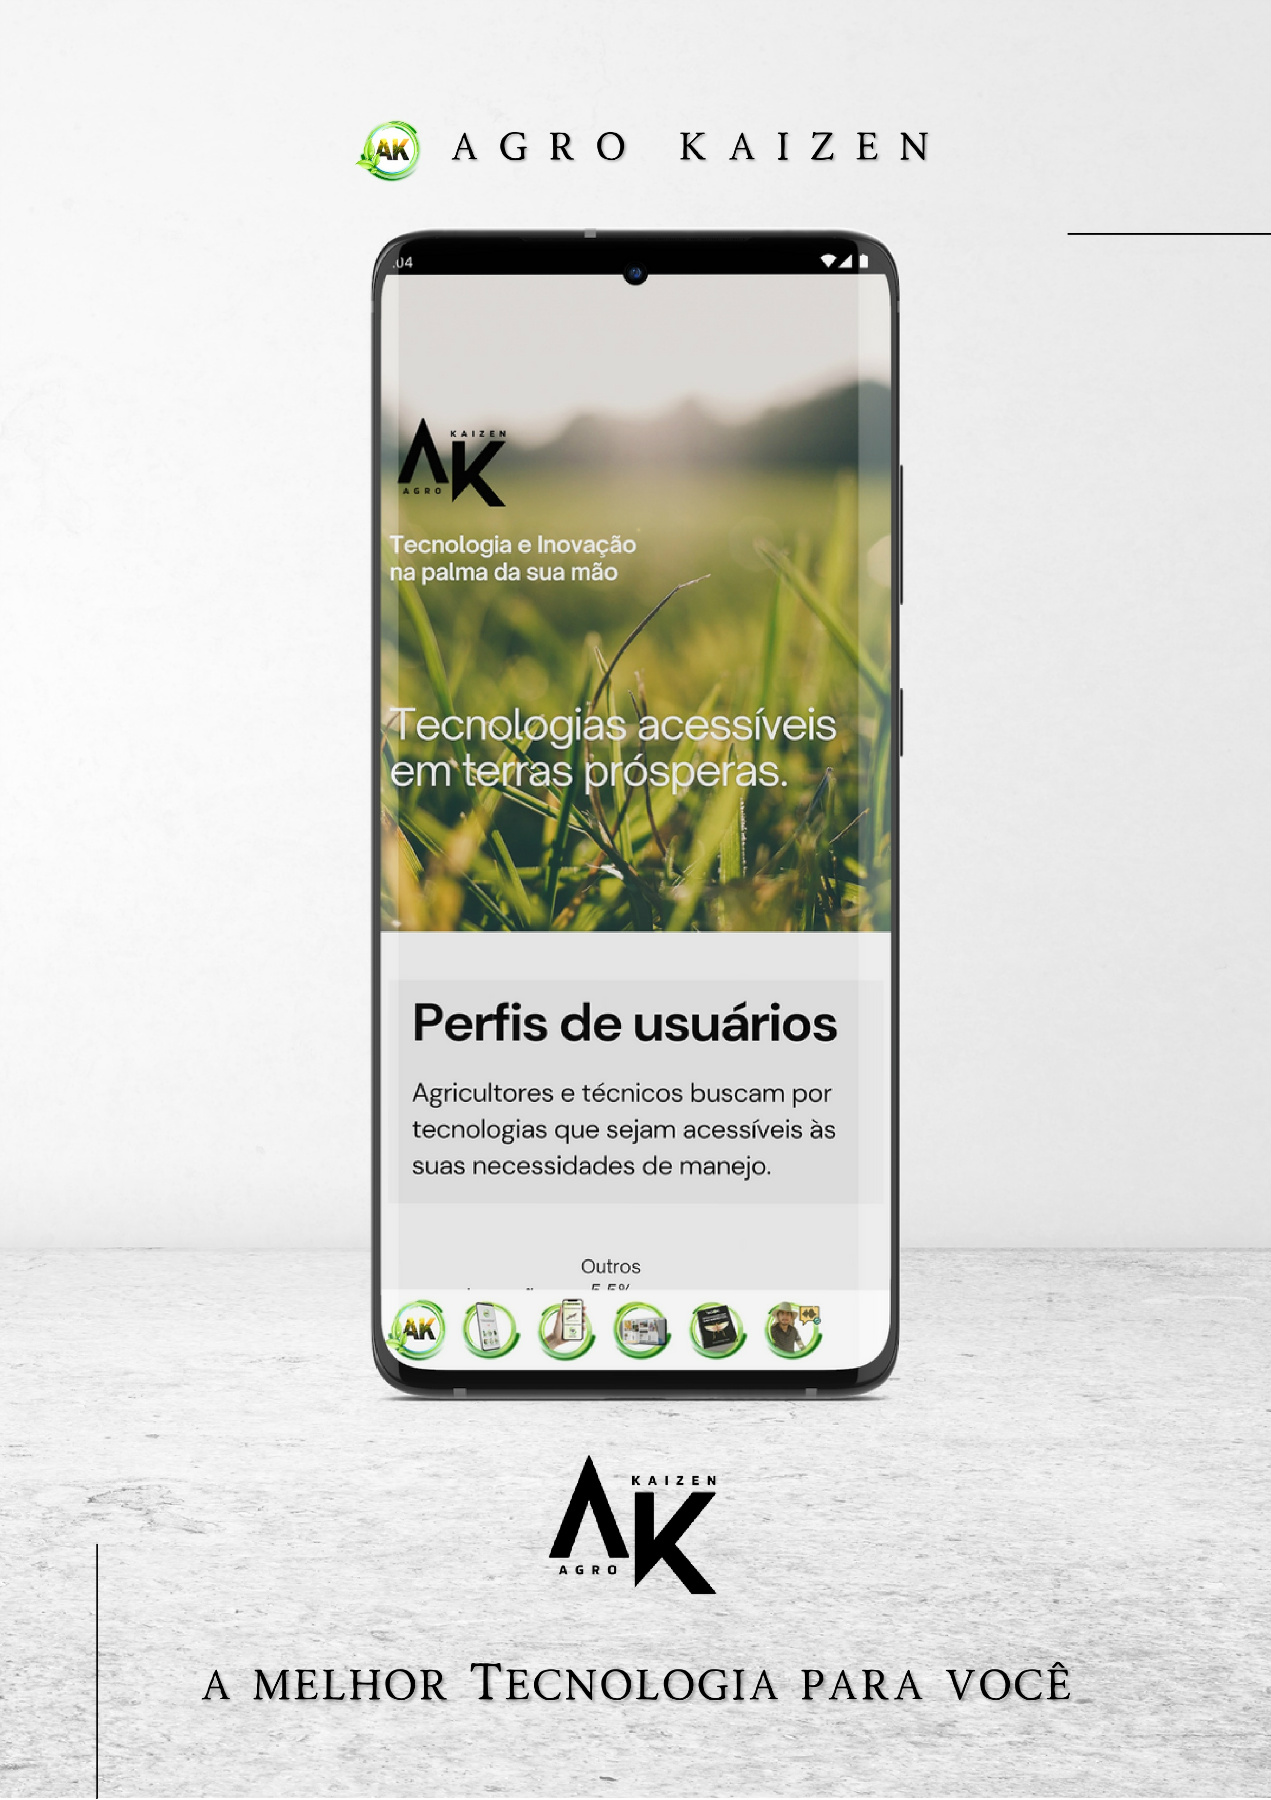 AK
AGRO KAIZEN
:04
KAIZEN
AK
AGRO
Tecnologia e Inovação
na palma da sua mão
Tecnologias acessíveis
em terras prósperas.
Perfis de usuários
Agricultores e técnicos buscam por
tecnologias que sejam acessíveis às
suas necessidades de manejo.
Outros
5.5%
AK
KAIZEN
AK
AGRO
A MELHOR TECNOLOGIA PARA VOCÊ